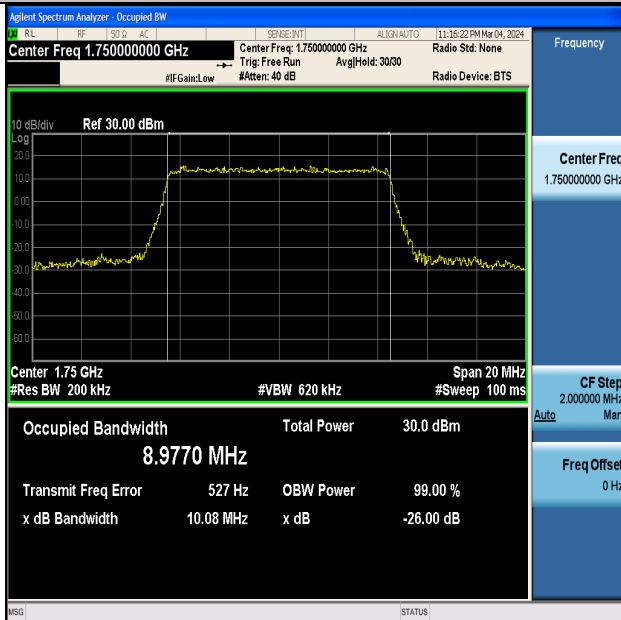 Agilent Spectrum Analyzer - Occupied BW
RL RF 50 Ω AC SENSE:INT ALIGN AUTO 11:16:22 PM Mar 04, 2024
Center Freq 1.750000000 GHz
Center Freq: 1.750000000 GHz
Radio Std: None
Trig: Free Run Avg|Hold: 30/30
#IFGain:Low #Atten: 40 dB Radio Device: BTS
Frequency
10 dB/div Ref 30.00 dBm
Log
20.0
10.0
0.00
-10.0
-20.0
-30.0
-40.0
-50.0
-60.0
Center 1.75 GHz Span 20 MHz
#Res BW 200 kHz #VBW 620 kHz #Sweep 100 ms
Center Freq
1.750000000 GHz
CF Step
2.000000 MHz
Auto Man
Freq Offset
0 Hz
Occupied Bandwidth Total Power 30.0 dBm
8.9770 MHz
Transmit Freq Error 527 Hz OBW Power 99.00 %
x dB Bandwidth 10.08 MHz x dB -26.00 dB
MSG STATUS